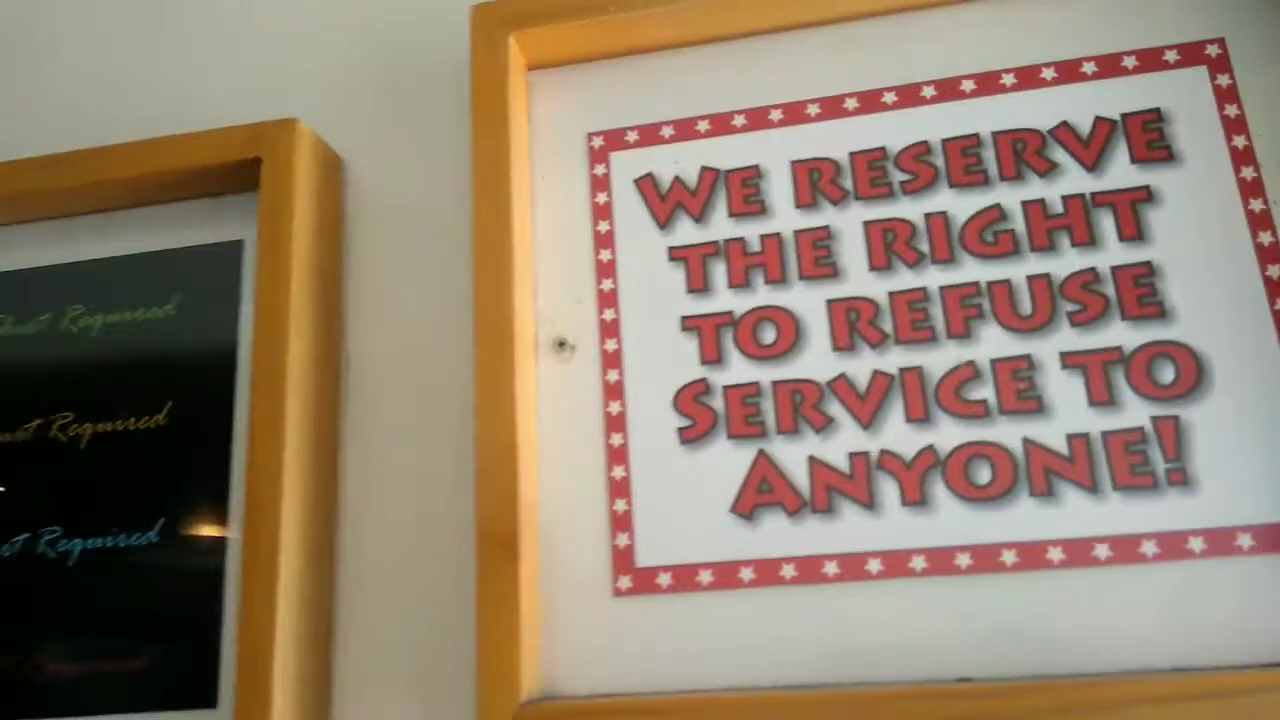 Required
Required
Required
WE RESERVE
THE RIGHT
TO REFUSE
SERVICE TO
ANYONE!